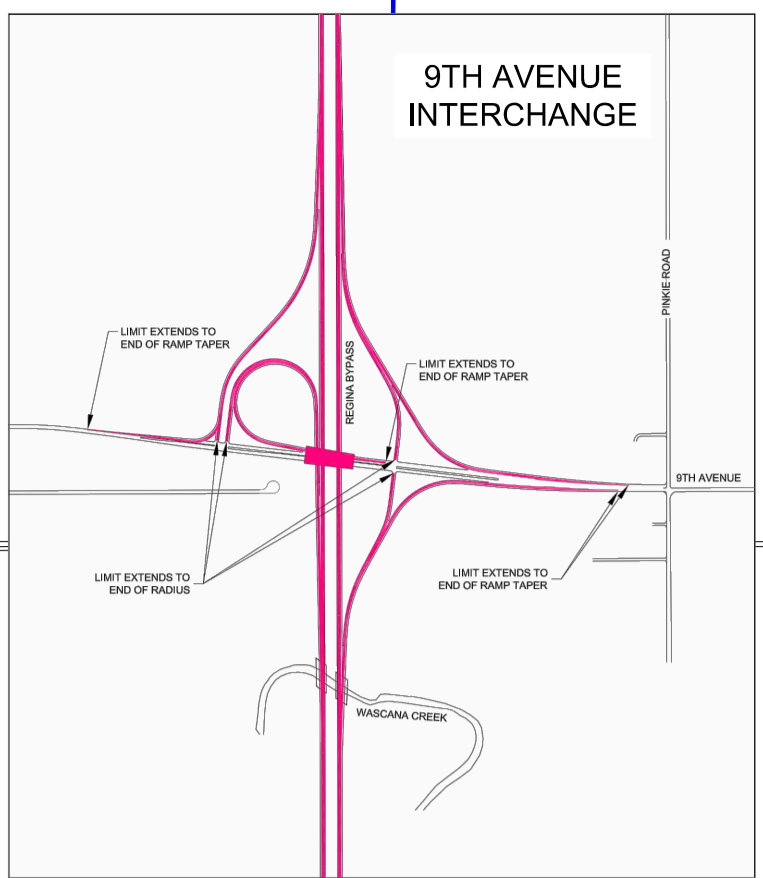 9TH AVENUE
INTERCHANGE
PINKIE ROAD
LIMIT EXTENDS TO
END OF RAMP TAPER
REGINA BYPASS
LIMIT EXTENDS TO
END OF RAMP TAPER
9TH AVENUE
LIMIT EXTENDS TO
END OF RADIUS
LIMIT EXTENDS TO
END OF RAMP TAPER
WASCANA CREEK